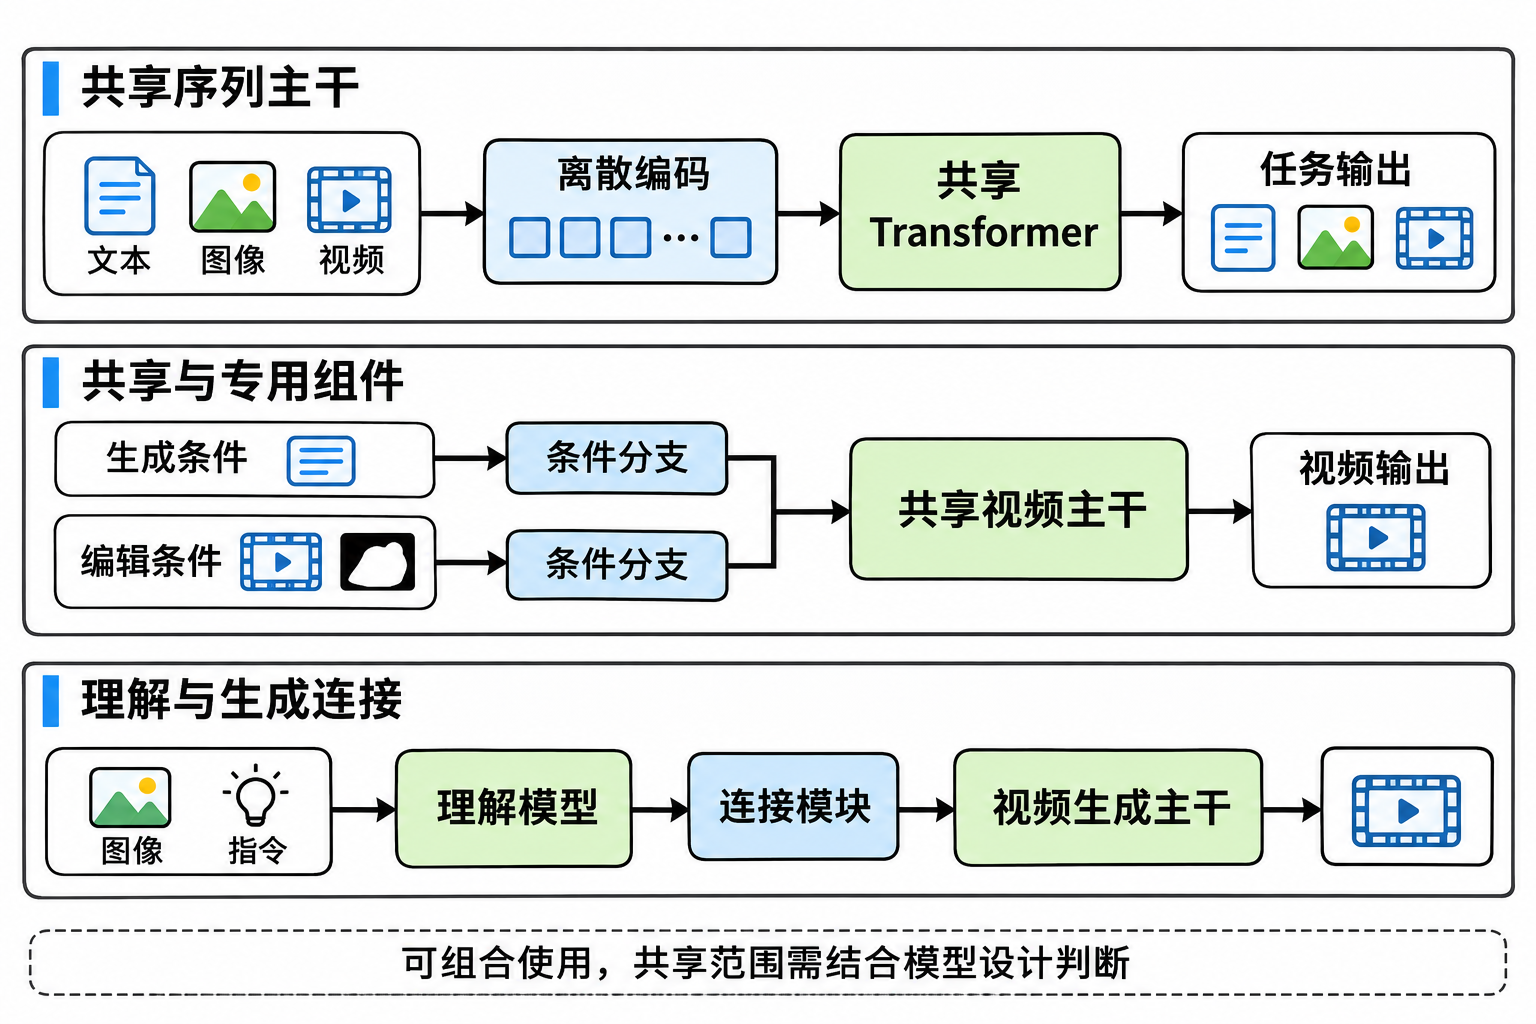 共享序列主干
文本
图像
视频
离散编码
共享
Transformer
任务输出
共享与专用组件
生成条件
条件分支
编辑条件
条件分支
共享视频主干
视频输出
理解与生成连接
图像
指令
理解模型
连接模块
视频生成主干
可组合使用，共享范围需结合模型设计判断